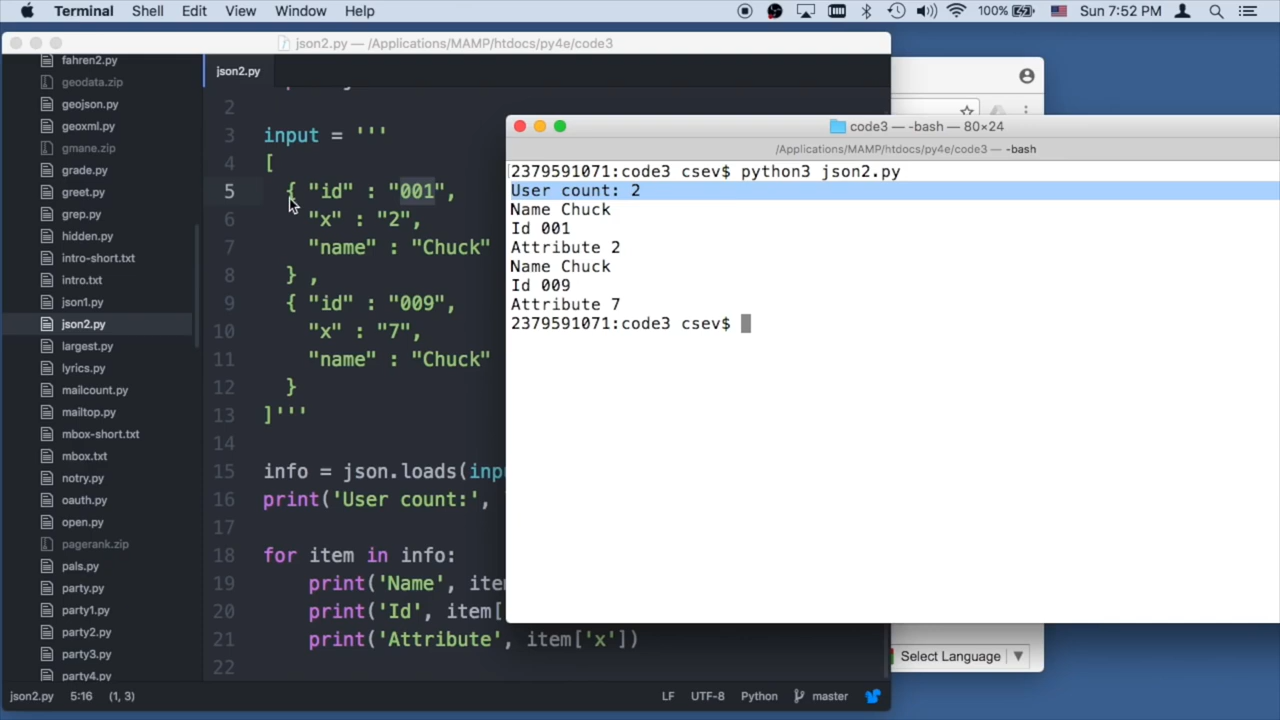 Terminal Shell Edit View Window Help 100% Sun 7:52 PM
json2.py — /Applications/MAMP/htdocs/py4e/code3
fahren2.py
geodata.zip
geojson.py
geoxml.py
gmane.zip
grade.py
greet.py
grep.py
hidden.py
intro-short.txt
intro.txt
json1.py
json2.py
largest.py
lyrics.py
mailcount.py
mailtop.py
mbox-short.txt
mbox.txt
notry.py
oauth.py
open.py
pagerank.zip
pals.py
party.py
party1.py
party2.py
party3.py
party4.py
json2.py
2
3 input = '''
4 [
5 { "id" : "001",
6 "x" : "2",
7 "name" : "Chuck"
8 } ,
9 { "id" : "009",
10 "x" : "7",
11 "name" : "Chuck"
12 }
13 ]'''
14
15 info = json.loads(inp
16 print('User count:',
17
18 for item in info:
19 print('Name', ite
20 print('Id', item[
21 print('Attribute', item['x'])
22
json2.py 5:16 (1, 3) LF UTF-8 Python master
code3 — -bash — 80×24
/Applications/MAMP/htdocs/py4e/code3 — -bash
2379591071:code3 csev$ python3 json2.py
User count: 2
Name Chuck
Id 001
Attribute 2
Name Chuck
Id 009
Attribute 7
2379591071:code3 csev$
Select Language